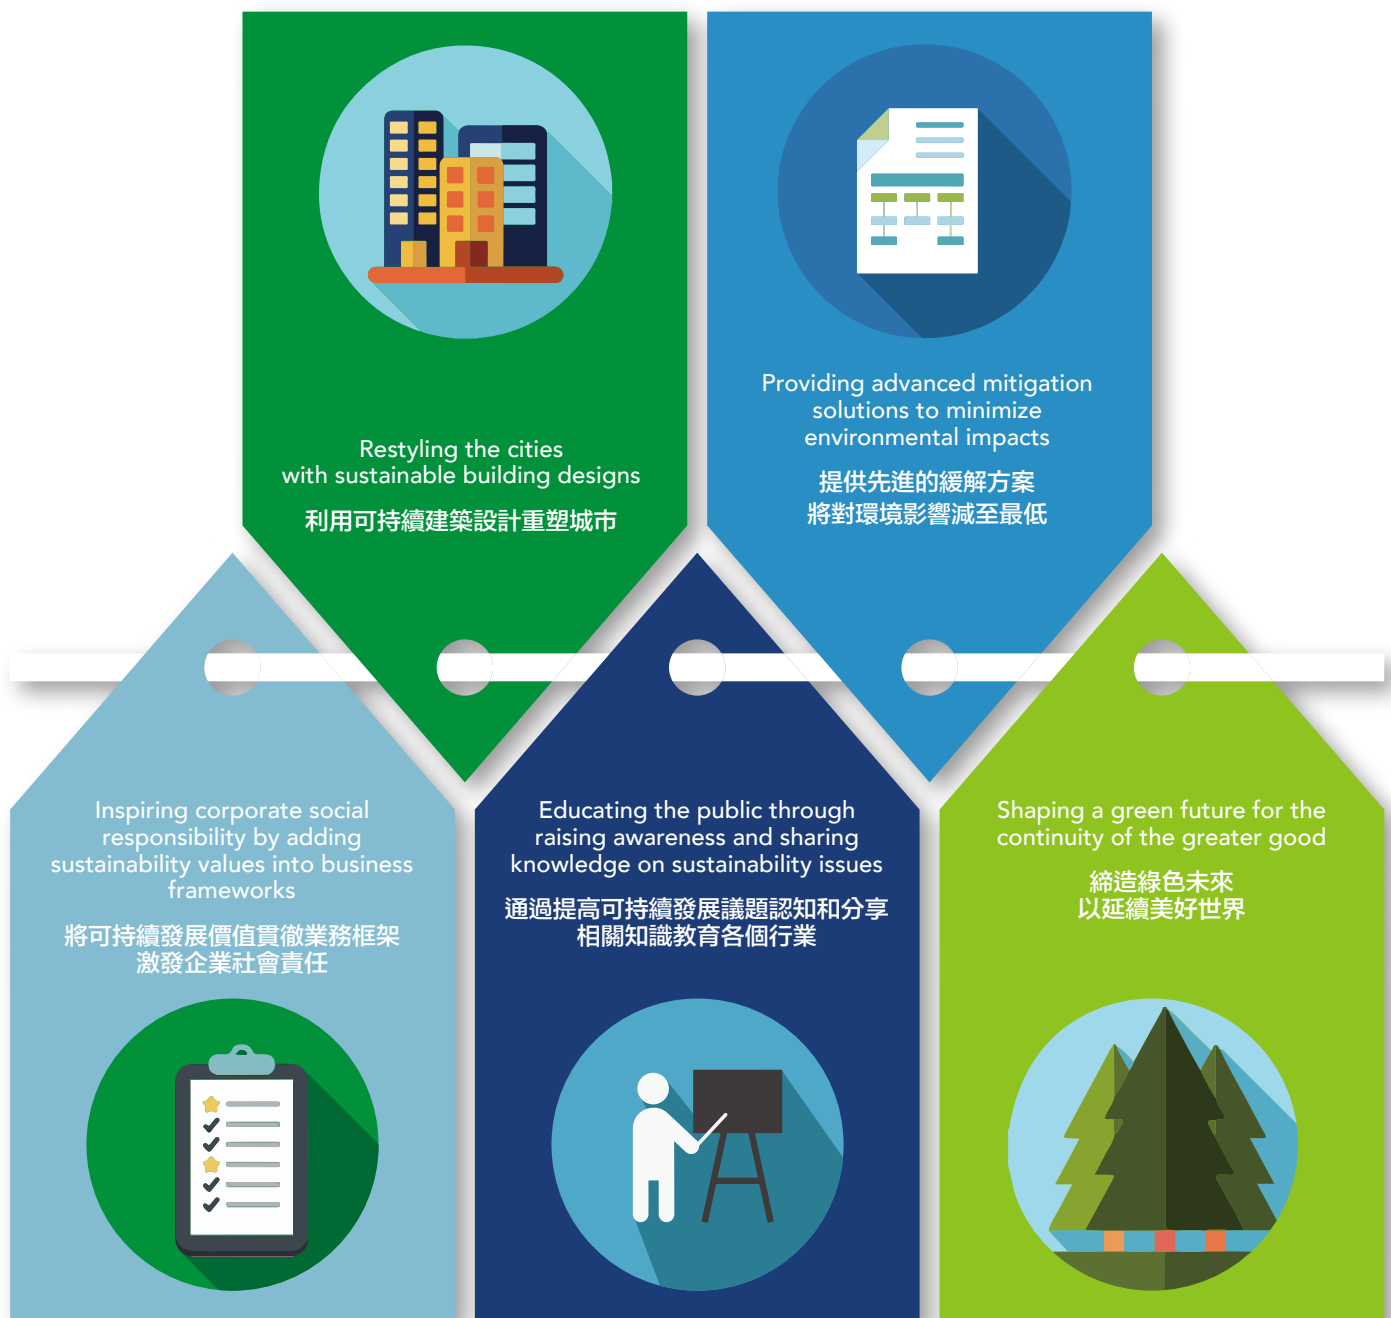 Restyling the cities
with sustainable building designs
利用可持續建築設計重塑城市
Providing advanced mitigation
solutions to minimize
environmental impacts
提供先進的緩解方案
將對環境影響減至最低
Inspiring corporate social
responsibility by adding
sustainability values into business
frameworks
將可持續發展價值貫徹業務框架
激發企業社會責任
Educating the public through
raising awareness and sharing
knowledge on sustainability issues
通過提高可持續發展議題認知和分享
相關知識教育各個行業
Shaping a green future for the
continuity of the greater good
締造綠色未來
以延續美好世界